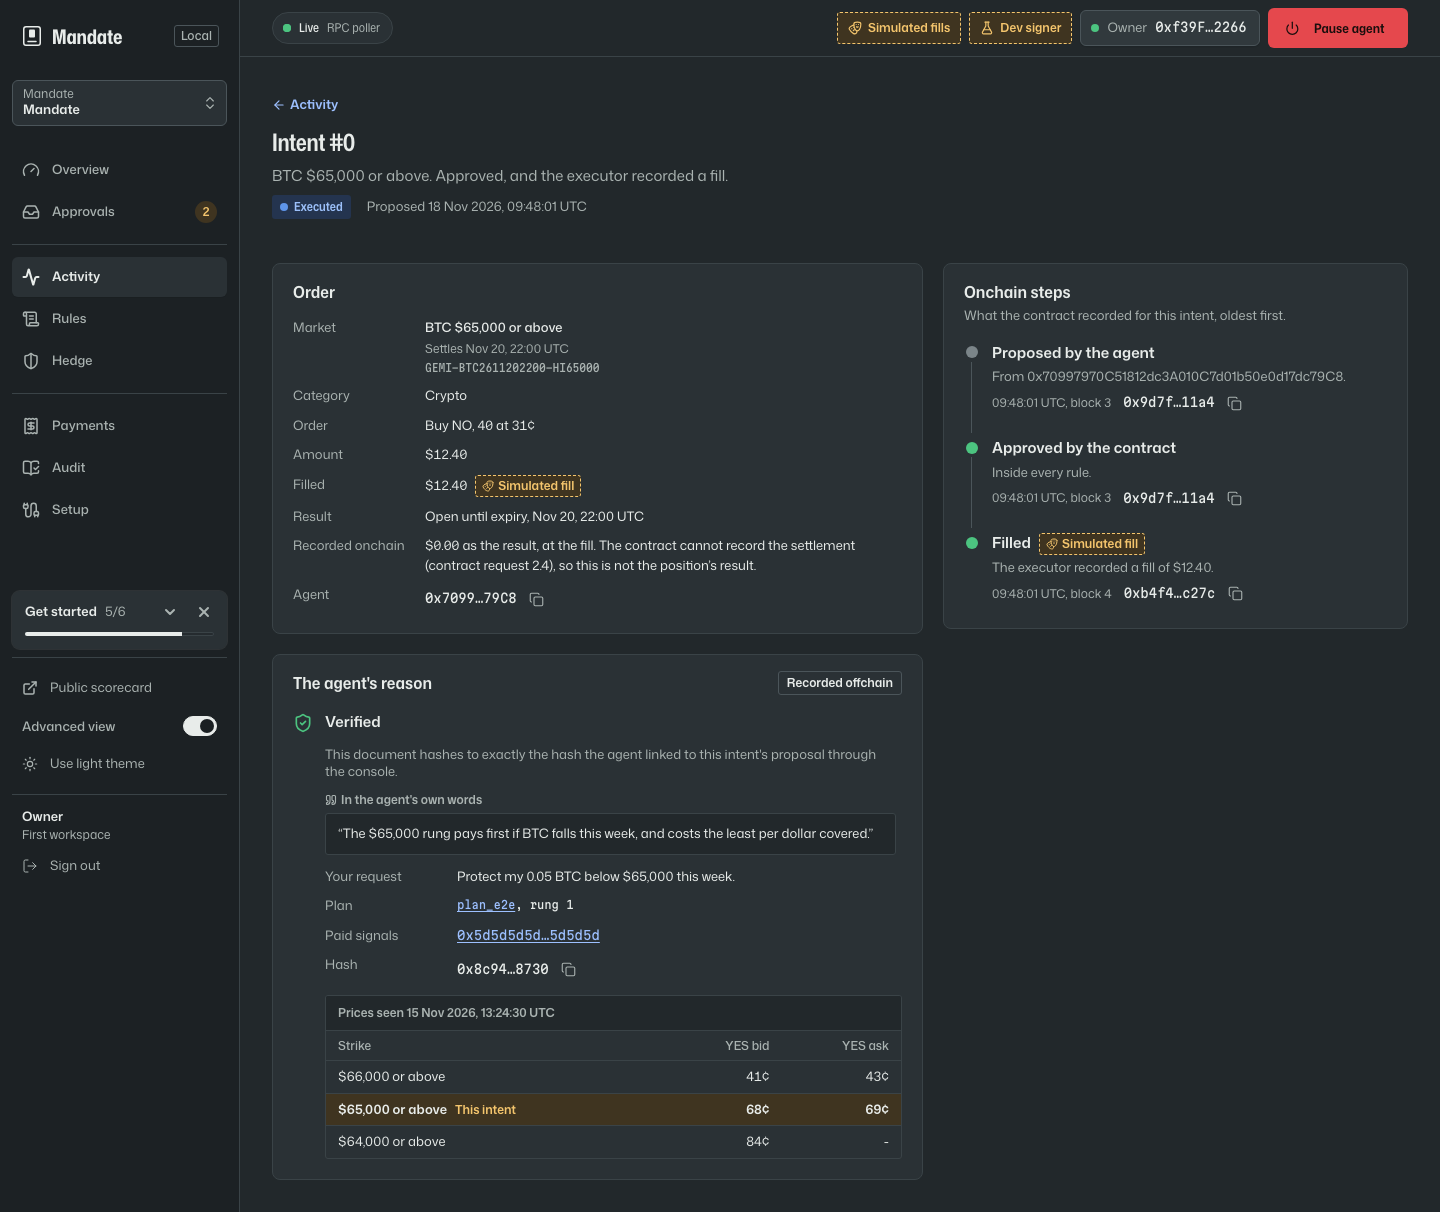 Mandate
Local
Mandate
Mandate
Overview
Approvals
2
Activity
Rules
Hedge
Payments
Audit
Setup
Get started 5/6
Public scorecard
Advanced view
Use light theme
Owner
First workspace
Sign out
Live RPC poller
Simulated fills
Dev signer
Owner 0xf39F…2266
Pause agent
← Activity
Intent #0
BTC $65,000 or above. Approved, and the executor recorded a fill.
Executed
Proposed 18 Nov 2026, 09:48:01 UTC
Order
Market BTC $65,000 or above
Settles Nov 20, 22:00 UTC
GEMI-BTC2611202200-HI65000
Category Crypto
Order Buy NO, 40 at 31¢
Amount $12.40
Filled $12.40 Simulated fill
Result Open until expiry, Nov 20, 22:00 UTC
Recorded onchain $0.00 as the result, at the fill. The contract cannot record the settlement
(contract request 2.4), so this is not the position's result.
Agent 0x7099…79C8
Onchain steps
What the contract recorded for this intent, oldest first.
Proposed by the agent
From 0x70997970C51812dc3A010C7d01b50e0d17dc79C8.
09:48:01 UTC, block 3 0x9d7f…11a4
Approved by the contract
Inside every rule.
09:48:01 UTC, block 3 0x9d7f…11a4
Filled Simulated fill
The executor recorded a fill of $12.40.
09:48:01 UTC, block 4 0xb4f4…c27c
The agent's reason
Recorded offchain
Verified
This document hashes to exactly the hash the agent linked to this intent's proposal through
the console.
In the agent's own words
“The $65,000 rung pays first if BTC falls this week, and costs the least per dollar covered.”
Your request Protect my 0.05 BTC below $65,000 this week.
Plan plan_e2e, rung 1
Paid signals 0x5d5d5d5d…5d5d5d
Hash 0x8c94…8730
Prices seen 15 Nov 2026, 13:24:30 UTC
Strike YES bid YES ask
$66,000 or above 41¢ 43¢
$65,000 or above This intent 68¢ 69¢
$64,000 or above 84¢ -